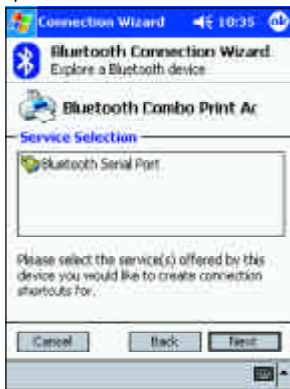 Connection Wizard 10:35 ok
Bluetooth Connection Wizard
Explore a Bluetooth device
Bluetooth Combo Print Ac
Service Selection
Bluetooth Serial Port
Please select the service(s) offered by this
device you would like to create connection
shortcuts for.
Cancel Back Next